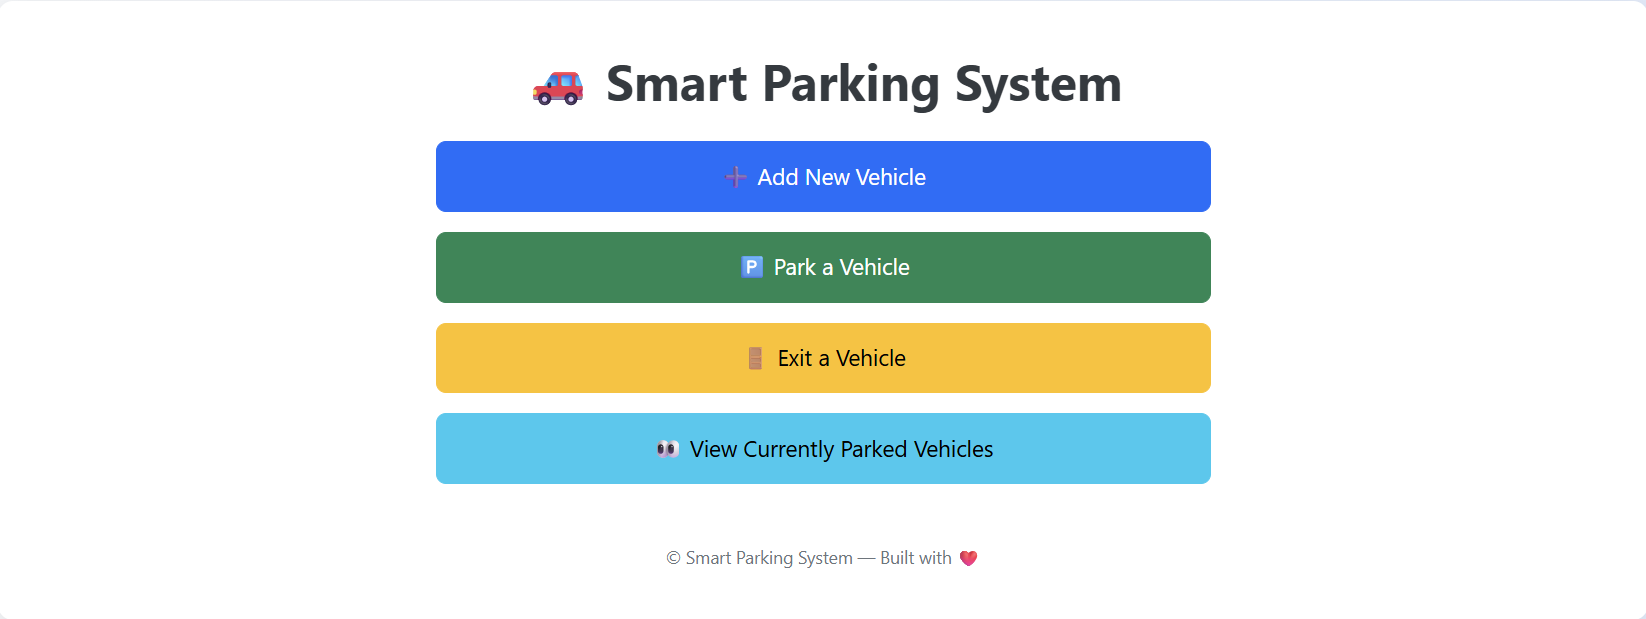 🚗 Smart Parking System
➕ Add New Vehicle
🅿️ Park a Vehicle
🚪 Exit a Vehicle
👀 View Currently Parked Vehicles
© Smart Parking System — Built with ❤️